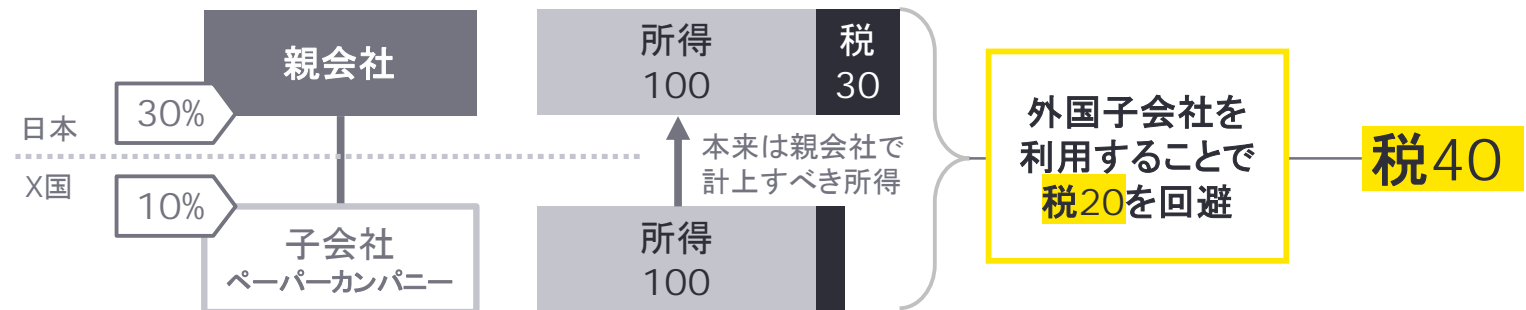 親会社
30%
日本
X国
10%
子会社
ペーパーカンパニー
所得
100
税
30
本来は親会社で
計上すべき所得
所得
100
外国子会社を
利用することで
税20を回避
税40